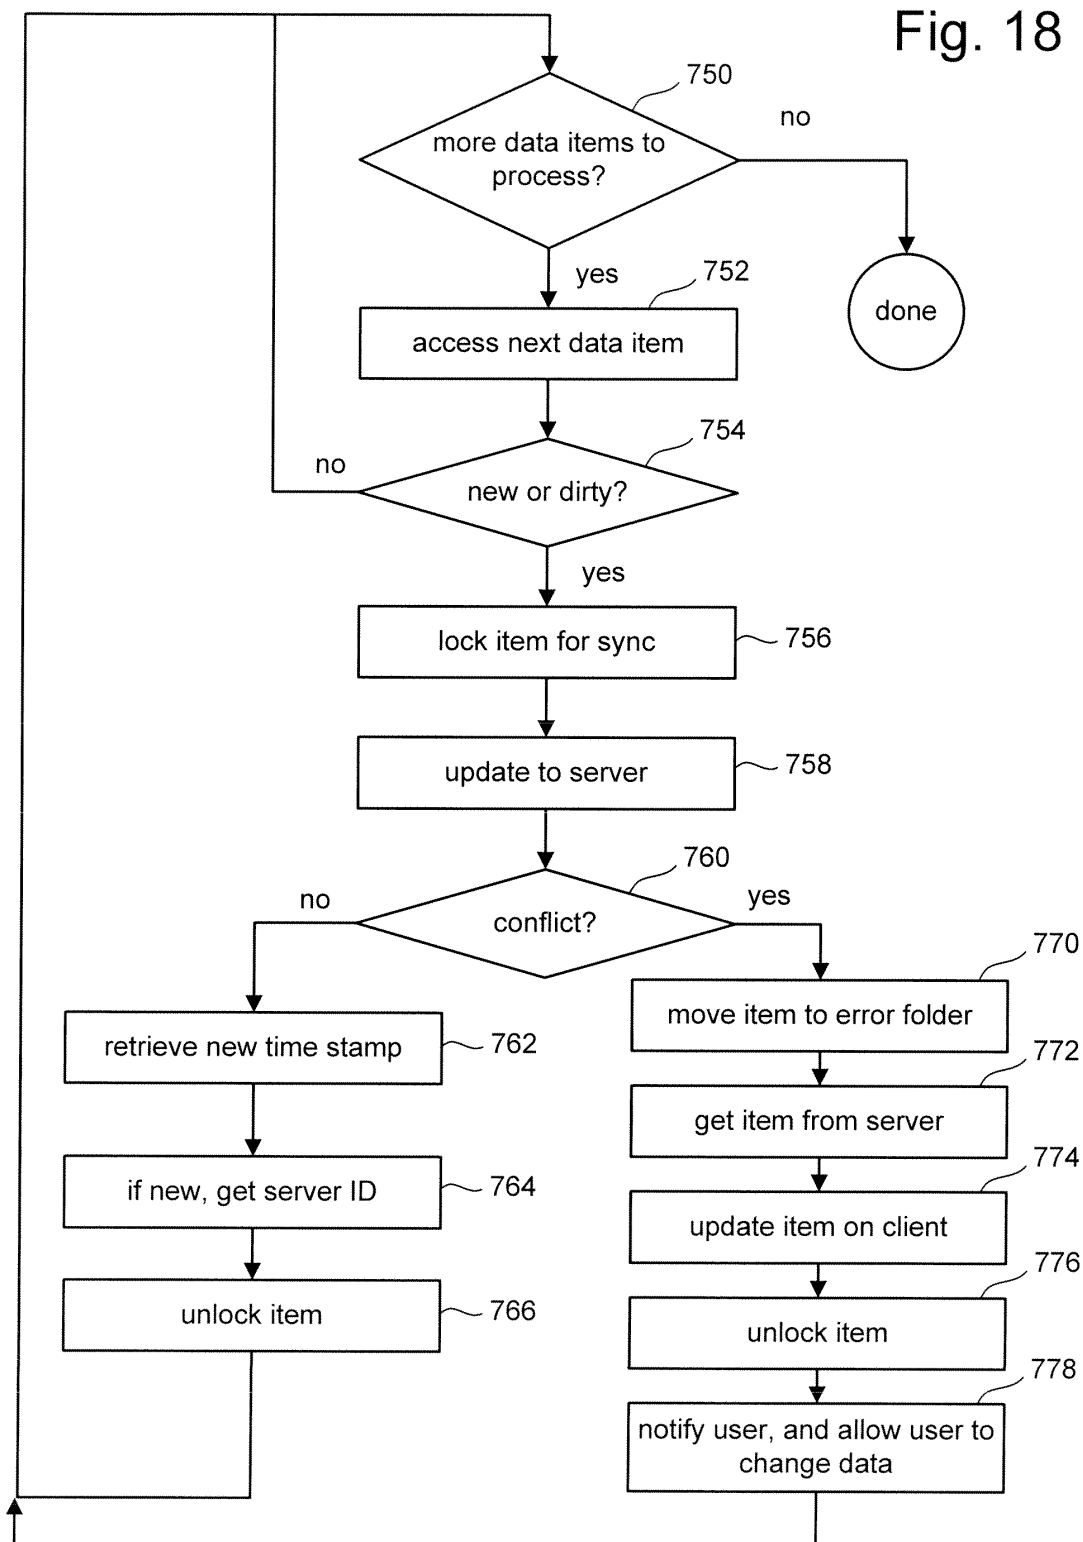 Fig. 18
750
more data items to
process?
no
yes
752
access next data item
done
754
no
new or dirty?
yes
lock item for sync
756
update to server
758
760
no
conflict?
yes
770
move item to error folder
retrieve new time stamp
762
772
get item from server
774
if new, get server ID
764
update item on client
776
unlock item
766
unlock item
778
notify user, and allow user to
change data